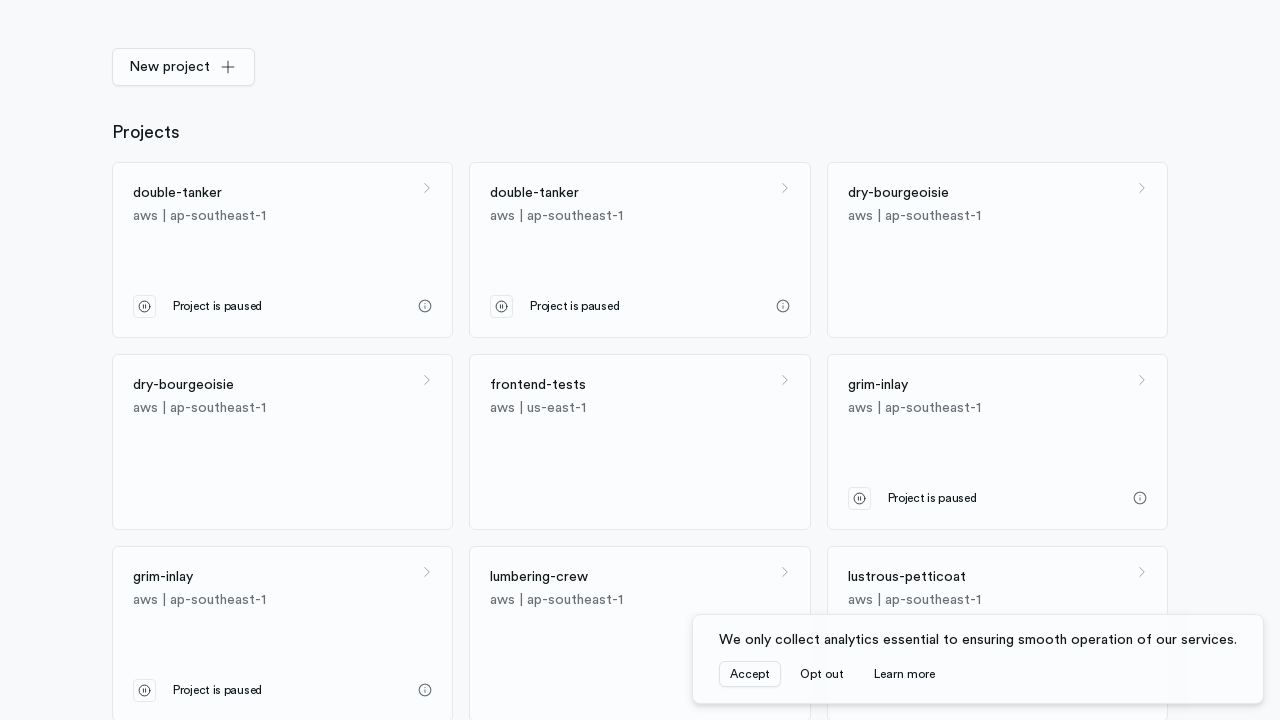 New project
Projects
double-tanker
aws | ap-southeast-1
Project is paused
double-tanker
aws | ap-southeast-1
Project is paused
dry-bourgeoisie
aws | ap-southeast-1
dry-bourgeoisie
aws | ap-southeast-1
frontend-tests
aws | us-east-1
grim-inlay
aws | ap-southeast-1
Project is paused
grim-inlay
aws | ap-southeast-1
Project is paused
lumbering-crew
aws | ap-southeast-1
lustrous-petticoat
aws | ap-southeast-1
We only collect analytics essential to ensuring smooth operation of our services.
Accept Opt out Learn more